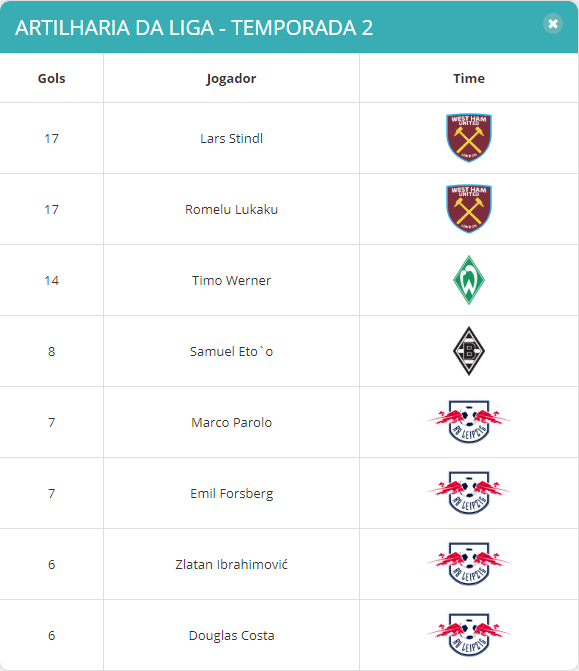 ARTILHARIA DA LIGA - TEMPORADA 2
Gols Jogador Time
17 Lars Stindl WEST HAM UNITED LONDON
17 Romelu Lukaku WEST HAM UNITED LONDON
14 Timo Werner W
8 Samuel Eto`o B
7 Marco Parolo RB LEIPZIG
7 Emil Forsberg RB LEIPZIG
6 Zlatan Ibrahimović RB LEIPZIG
6 Douglas Costa RB LEIPZIG